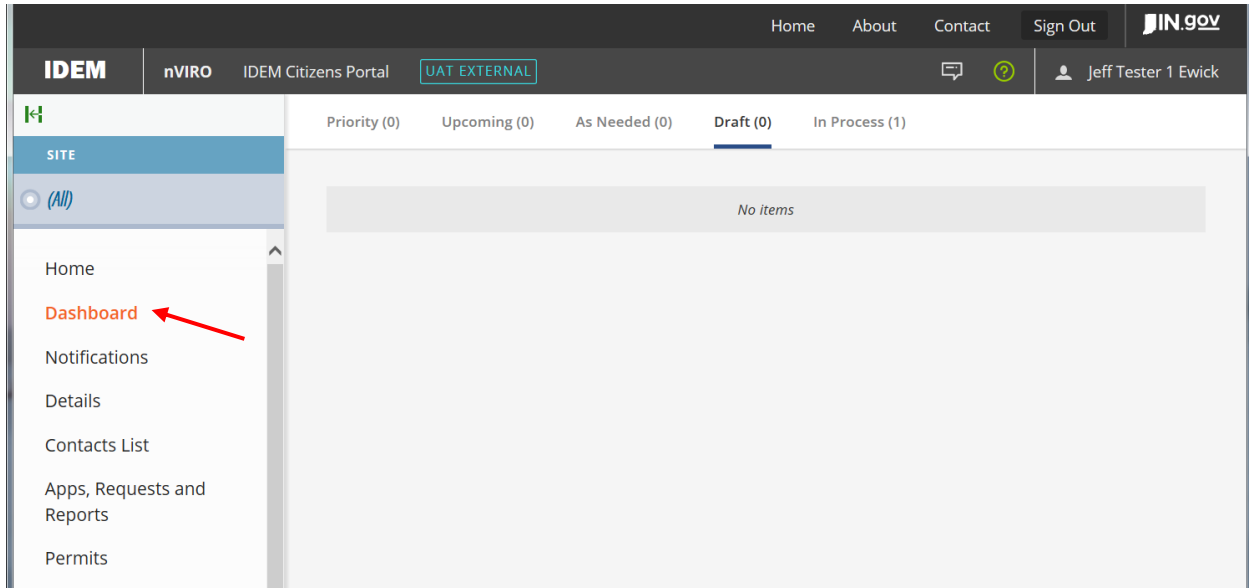 Home About Contact Sign Out IN.gov
IDEM nVIRO IDEM Citizens Portal UAT EXTERNAL ? Jeff Tester 1 Ewick
Priority (0) Upcoming (0) As Needed (0) Draft (0) In Process (1)
SITE
(All)
No items
Home
Dashboard
Notifications
Details
Contacts List
Apps, Requests and
Reports
Permits